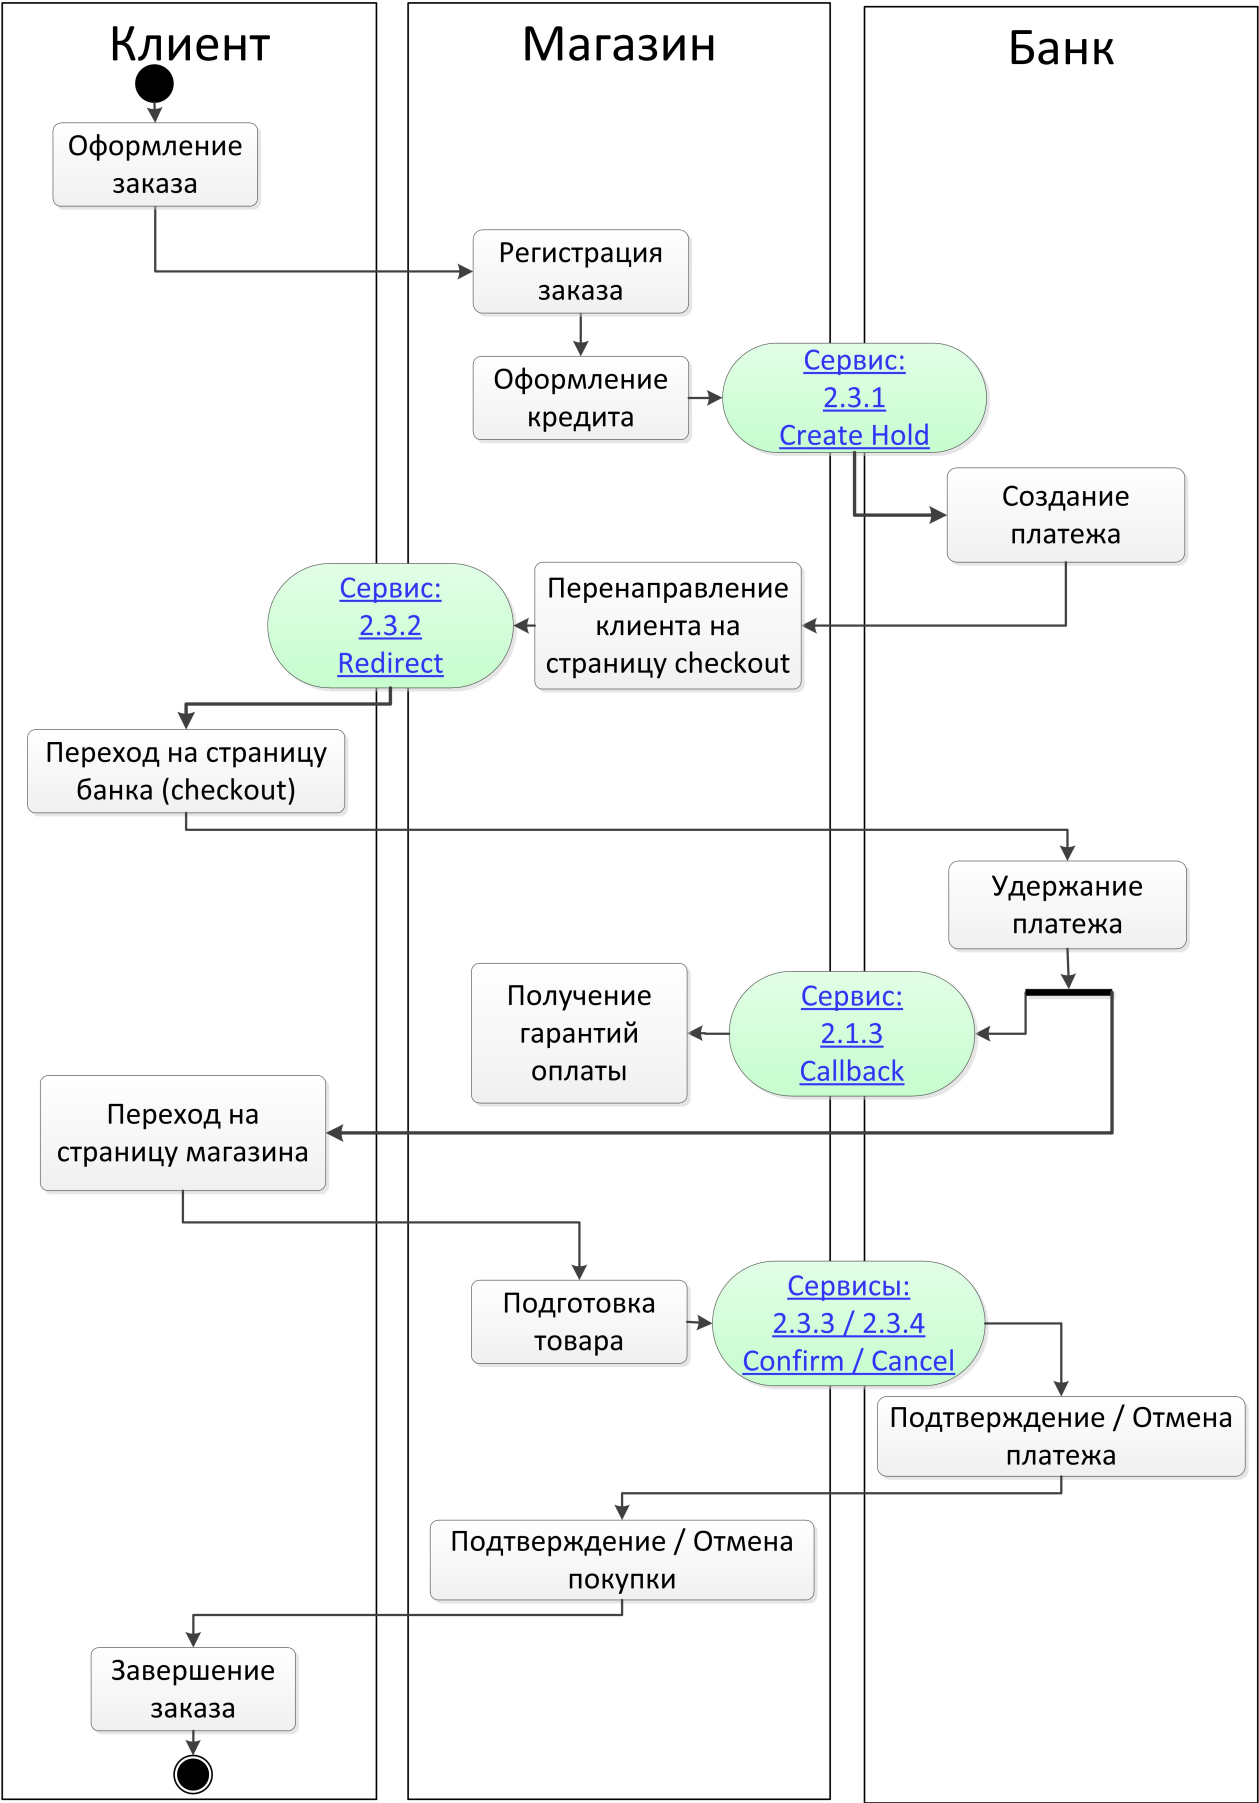 Клиент
Магазин
Банк
Оформление
заказа
Регистрация
заказа
Оформление
кредита
Сервис:
2.3.1
Create Hold
Создание
платежа
Сервис:
2.3.2
Redirect
Перенаправление
клиента на
страницу checkout
Переход на страницу
банка (checkout)
Удержание
платежа
Получение
гарантий
оплаты
Сервис:
2.1.3
Callback
Переход на
страницу магазина
Подготовка
товара
Сервисы:
2.3.3 / 2.3.4
Confirm / Cancel
Подтверждение / Отмена
платежа
Подтверждение / Отмена
покупки
Завершение
заказа